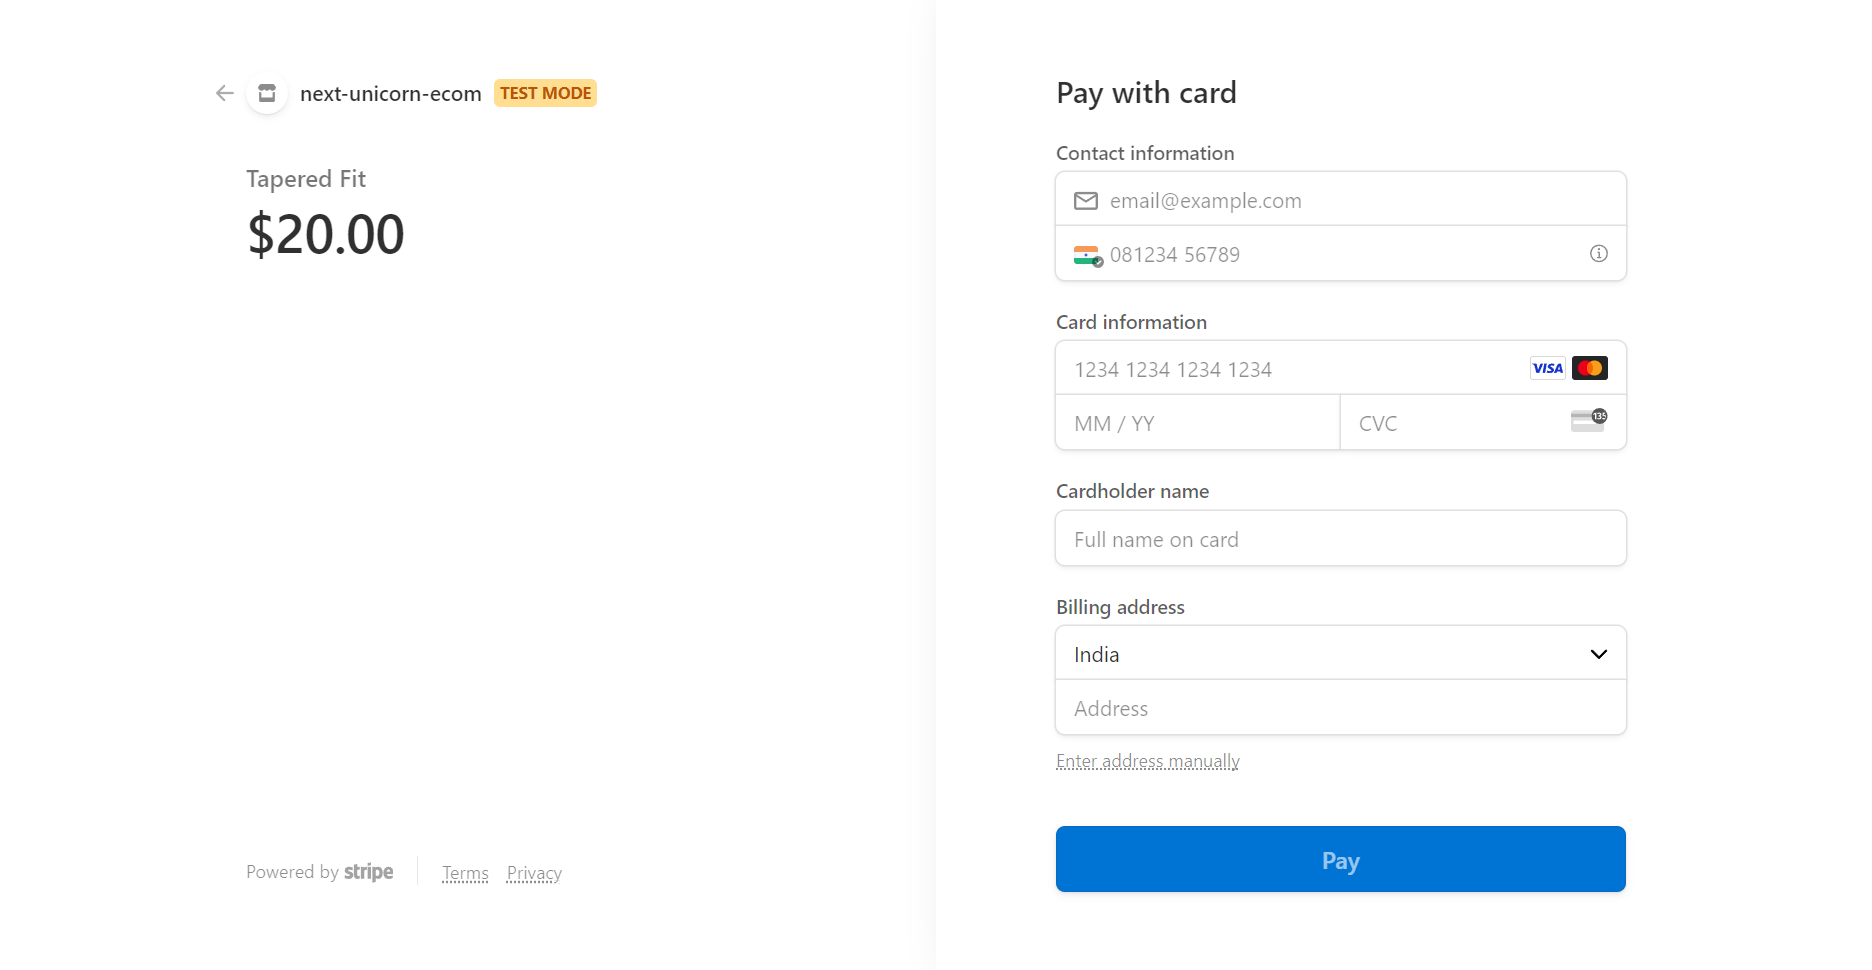 next-unicorn-ecom TEST MODE
Tapered Fit
$20.00
Powered by stripe Terms Privacy
Pay with card
Contact information
email@example.com
081234 56789
Card information
1234 1234 1234 1234 VISA
MM / YY CVC 135
Cardholder name
Full name on card
Billing address
India
Address
Enter address manually
Pay